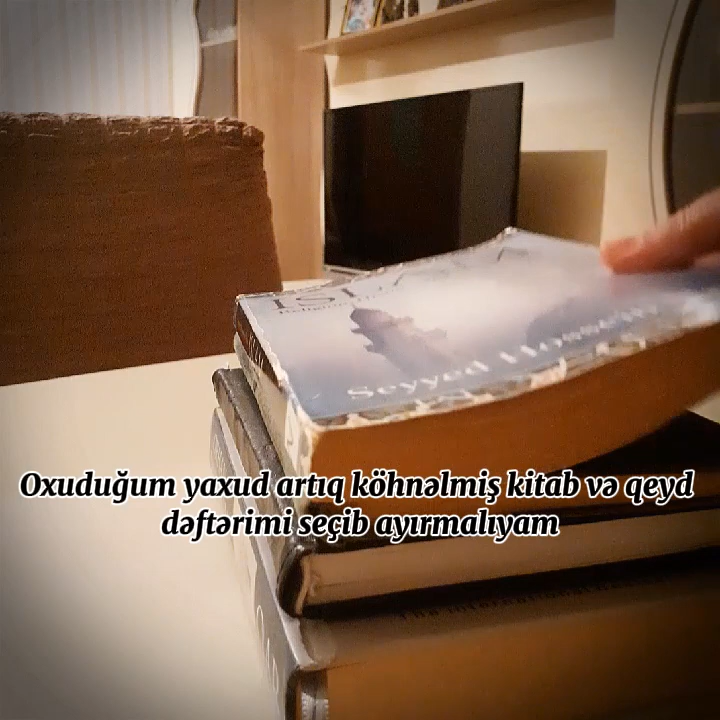 Seyyed Hossein
Oxuduğum yaxud artıq köhnəlmiş kitab və qeyd
dəftərimi seçib ayırmalıyam